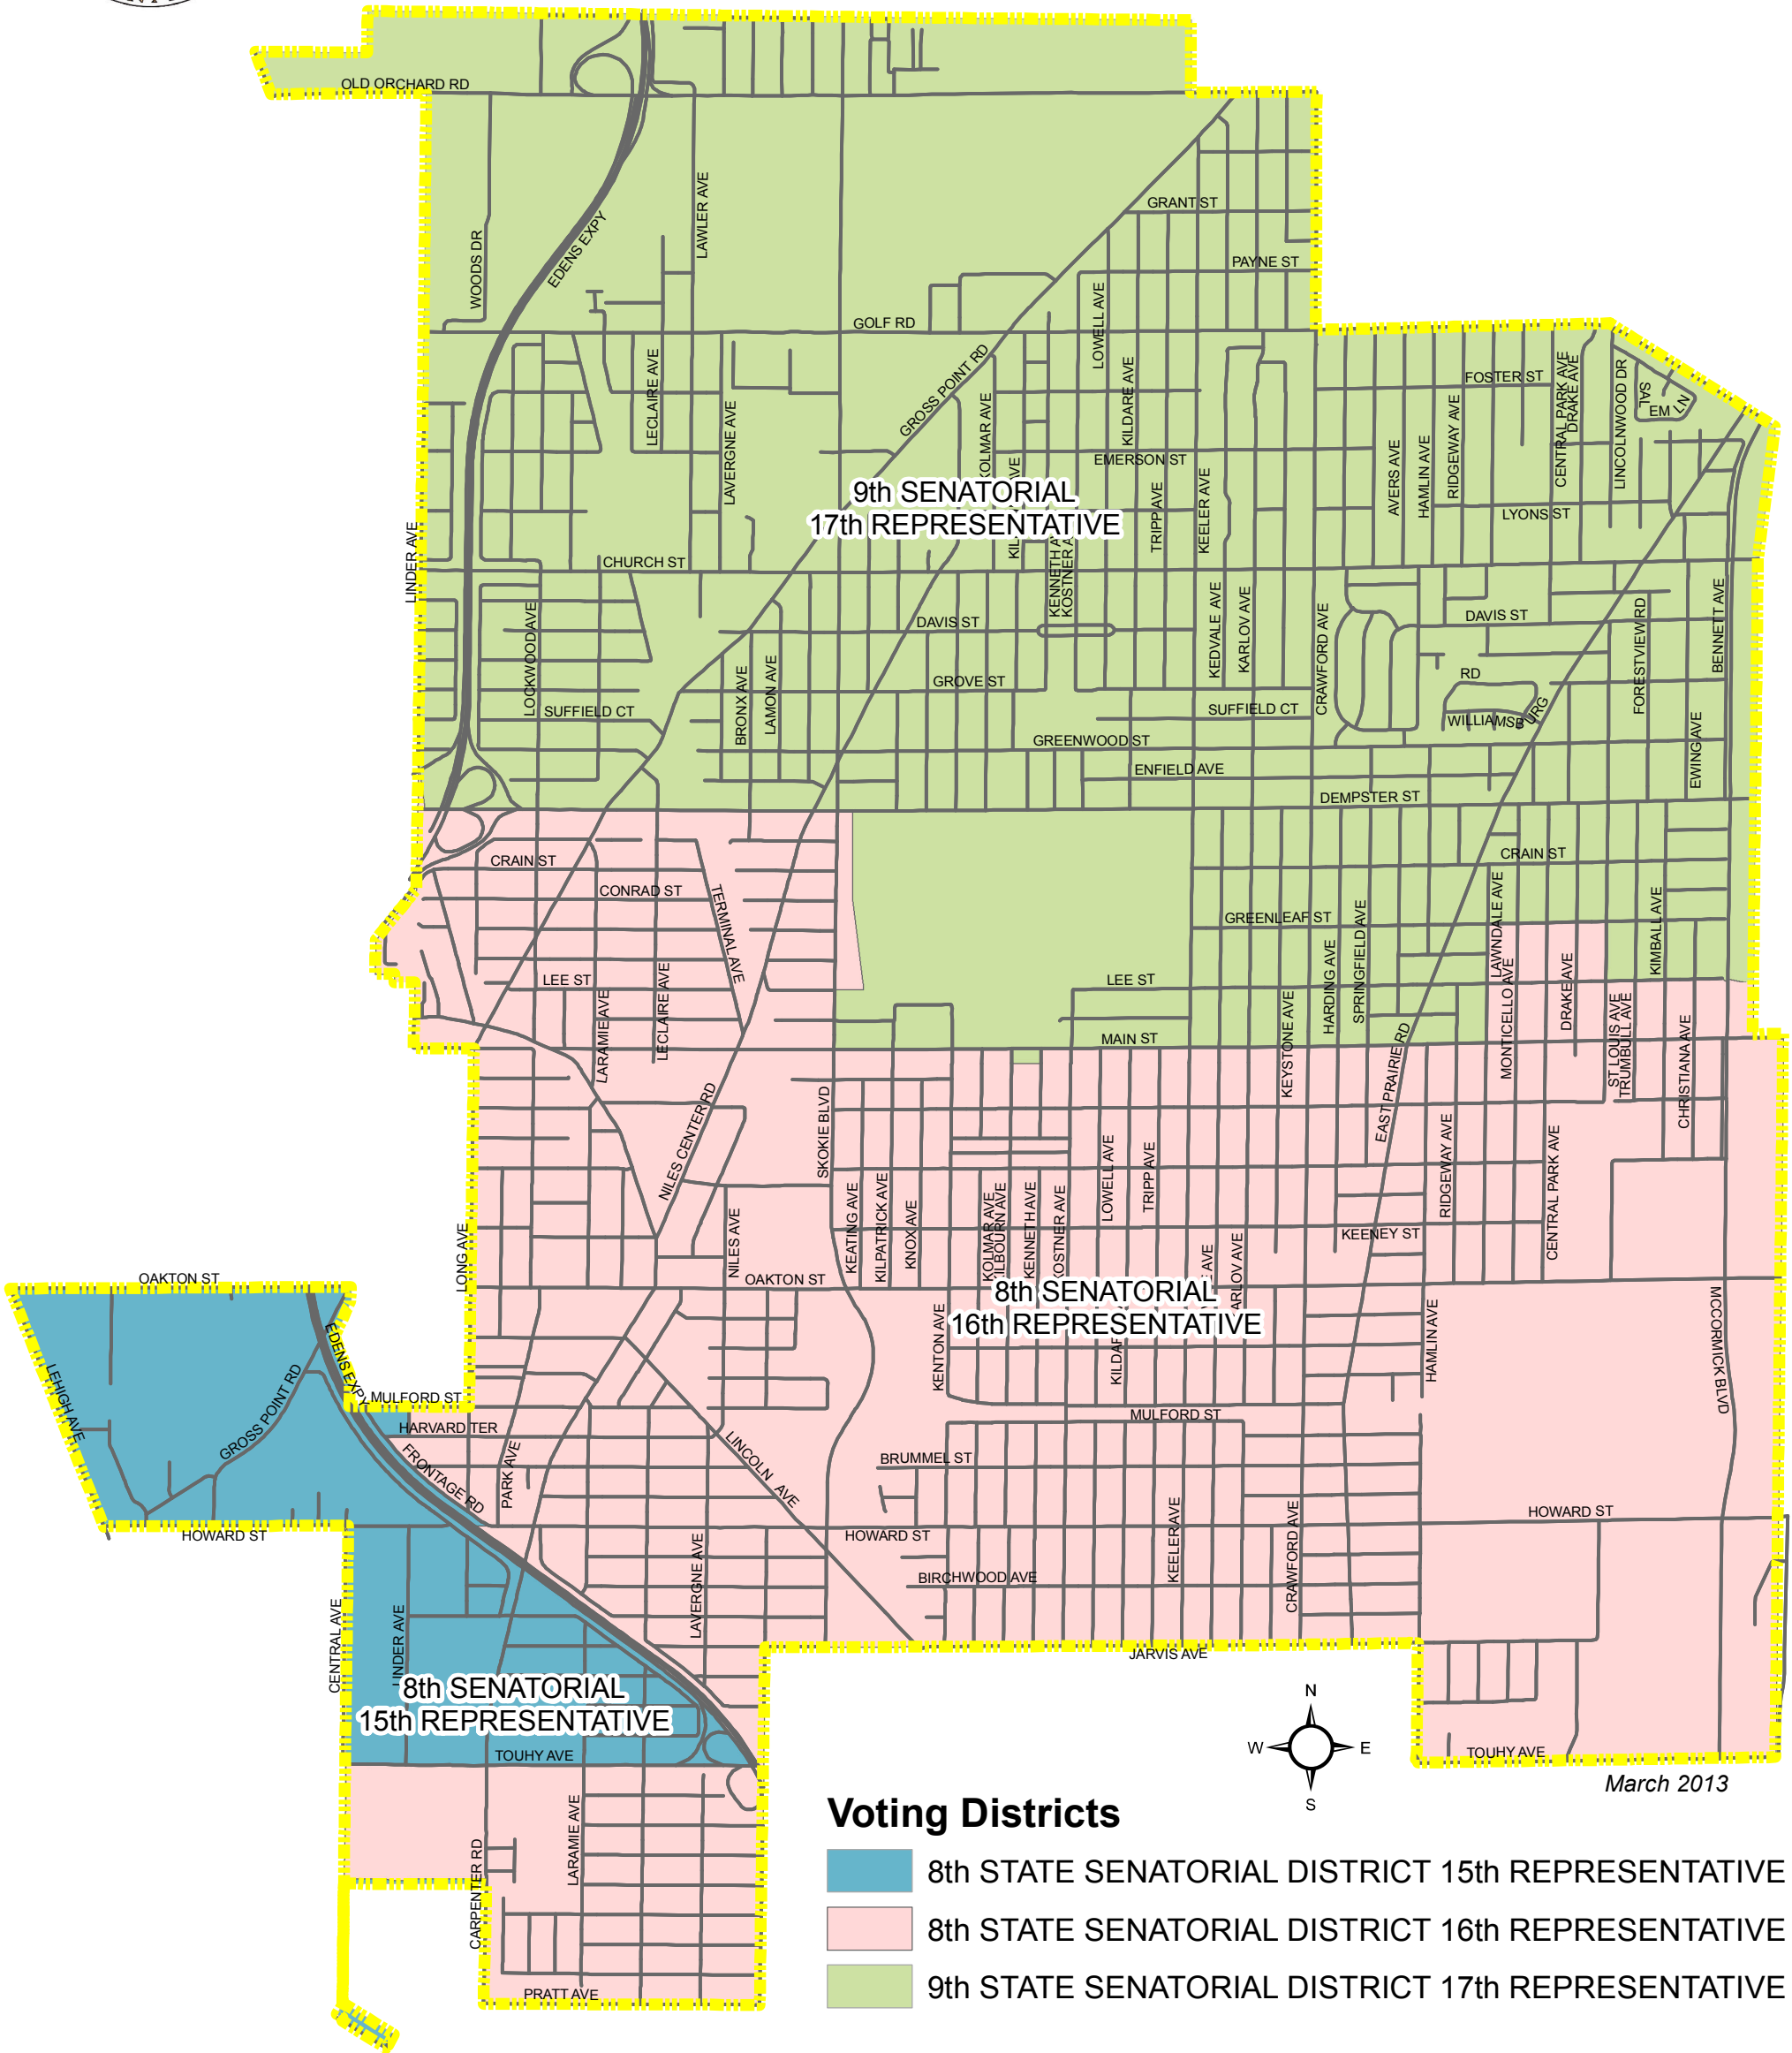 OLD ORCHARD RD
LAWLER AVE
GRANT ST
WOODS DR
EDENS EXPY
PAYNE ST
LOWELL AVE
GOLF RD
LECLAIRE AVE
LAVERGNE AVE
GROSS POINT RD
KOLMAR AVE
KILDARE AVE
FOSTER ST
CENTRAL PARK AVE
DRAKE AVE
LINCOLNWOOD DR
SALEM LN
EMERSON ST
AVERS AVE
HAMLIN AVE
RIDGEWAY AVE
9th SENATORIAL
17th REPRESENTATIVE
TRIPP AVE
KEELER AVE
LYONS ST
LINDER AVE
CHURCH ST
KENNETH AV
KOSTNER A
LOCKWOOD AVE
DAVIS ST
KEDVALE AVE
KARLOV AVE
CRAWFORD AVE
DAVIS ST
FORESTVIEW RD
BENNETT AVE
BRONX AVE
LAMON AVE
GROVE ST
SUFFIELD CT
SUFFIELD CT
WILLIAMSBURG
RD
GREENWOOD ST
ENFIELD AVE
EWING AVE
DEMPSTER ST
CRAIN ST
CONRAD ST
TERMINAL AVE
CRAIN ST
GREENLEAF ST
LAWNDALE AVE
KIMBALL AVE
LEE ST
LARAMIE AVE
LECLAIRE AVE
LEE ST
HARDING AVE
SPRINGFIELD AVE
MONTICELLO AVE
DRAKE AVE
MAIN ST
KEYSTONE AVE
EAST PRAIRIE RD
ST LOUIS AVE
TRUMBULL AVE
CHRISTIANA AVE
NILES CENTER RD
SKOKIE BLVD
LOWELL AVE
TRIPP AVE
RIDGEWAY AVE
CENTRAL PARK AVE
LONG AVE
NILES AVE
KEATING AVE
KILPATRICK AVE
KNOX AVE
KOLMAR AVE
KILBOURN AVE
KENNETH AVE
KOSTNER AVE
KEENEY ST
OAKTON ST
OAKTON ST
8th SENATORIAL
16th REPRESENTATIVE
KENTON AVE
HAMLIN AVE
MCCORMICK BLVD
LEHIGH AVE
GROSS POINT RD
EDENS EXPY
MULFORD ST
HARVARD TER
MULFORD ST
FRONTAGE RD
PARK AVE
LINCOLN AVE
BRUMMEL ST
HOWARD ST
HOWARD ST
HOWARD ST
KEELER AVE
CRAWFORD AVE
BIRCHWOOD AVE
LAVERGNE AVE
CENTRAL AVE
LINDER AVE
JARVIS AVE
8th SENATORIAL
15th REPRESENTATIVE
TOUHY AVE
TOUHY AVE
N
W E
S
March 2013
CARPENTER RD
LARAMIE AVE
PRATT AVE
Voting Districts
8th STATE SENATORIAL DISTRICT 15th REPRESENTATIVE
8th STATE SENATORIAL DISTRICT 16th REPRESENTATIVE
9th STATE SENATORIAL DISTRICT 17th REPRESENTATIVE